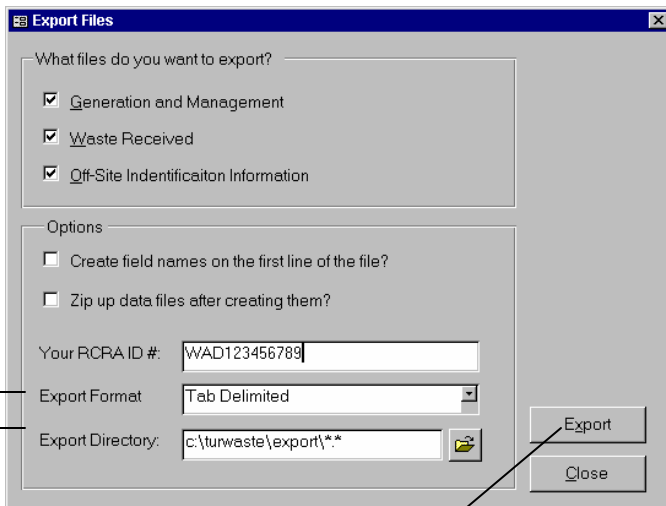 Export Files
What files do you want to export?
Generation and Management
Waste Received
Off-Site Indentificaiton Information
Options
Create field names on the first line of the file?
Zip up data files after creating them?
Your RCRA ID #: WAD123456789
Export Format Tab Delimited
Export Directory: c:\turwaste\export\*.*
Export
Close